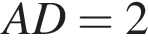 AD = 2